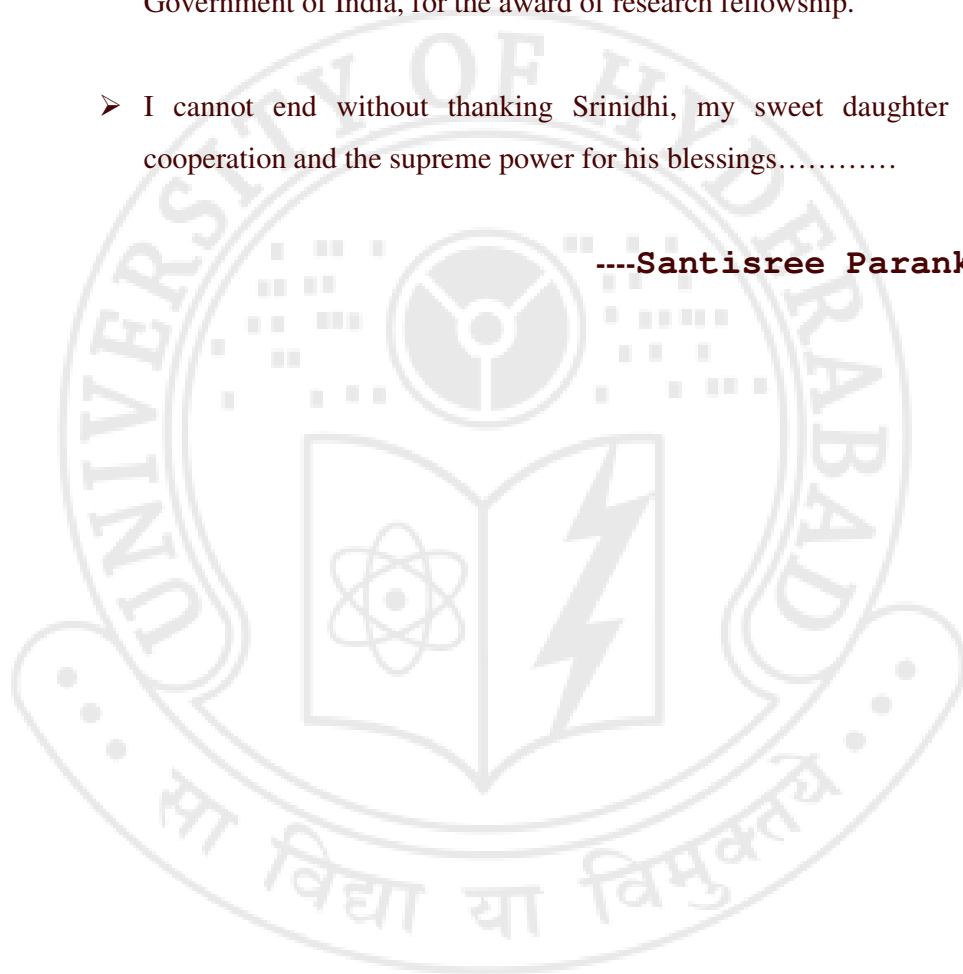 Government of India, for the award of research fellowship.
➤ I cannot end without thanking Srinidhi, my sweet daughter
cooperation and the supreme power for his blessings…………
----Santisree Parank
UNIVERSITY OF HYDERABAD
सा विद्या या विमुक्तये